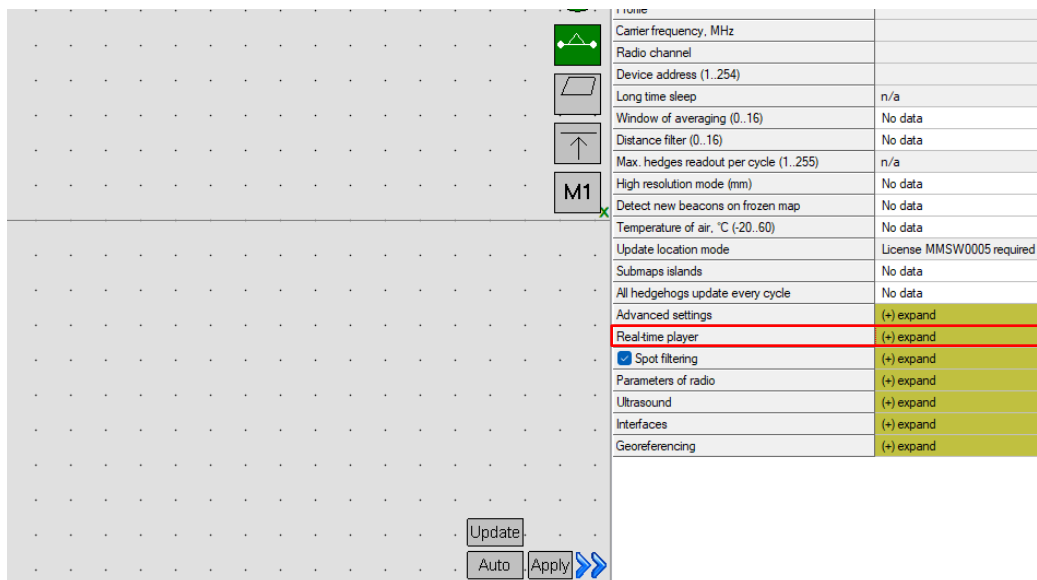 Profile
Carrier frequency, MHz
Radio channel
Device address (1..254)
Long time sleep n/a
Window of averaging (0..16) No data
Distance filter (0..16) No data
Max. hedges readout per cycle (1..255) n/a
High resolution mode (mm) No data
Detect new beacons on frozen map No data
Temperature of air, °C (-20..60) No data
Update location mode License MMSW0005 required
Submaps islands No data
All hedgehogs update every cycle No data
Advanced settings (+) expand
Real-time player (+) expand
Spot filtering (+) expand
Parameters of radio (+) expand
Ultrasound (+) expand
Interfaces (+) expand
Georeferencing (+) expand
M1
x
Update
Auto Apply